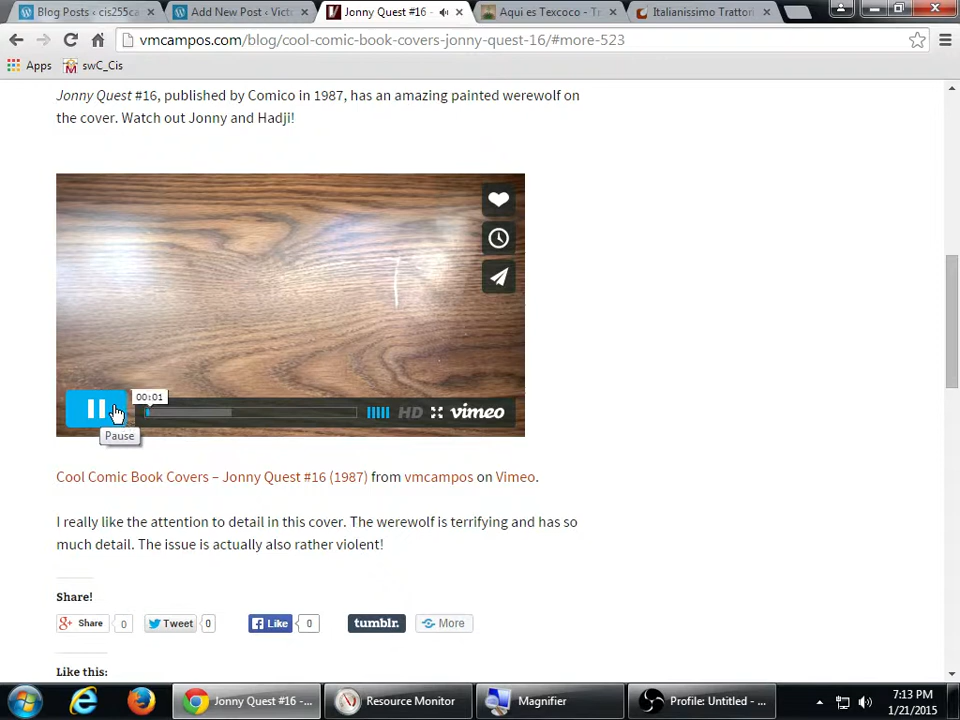 Blog Posts ‹ cis255ca
Add New Post ‹ Victo
Jonny Quest #16 -
Aqui es Texcoco - Tr
Italianissimo Trattori
vmcampos.com/blog/cool-comic-book-covers-jonny-quest-16/#more-523
Apps
swC_Cis
Jonny Quest #16, published by Comico in 1987, has an amazing painted werewolf on
the cover. Watch out Jonny and Hadji!
00:01
HD
vimeo
Pause
Cool Comic Book Covers – Jonny Quest #16 (1987) from vmcampos on Vimeo.
I really like the attention to detail in this cover. The werewolf is terrifying and has so
much detail. The issue is actually also rather violent!
Share!
Share 0 Tweet 0 Like 0 tumblr. More
Like this:
Jonny Quest #16 -...
Resource Monitor
Magnifier
Profile: Untitled - ...
7:13 PM
1/21/2015